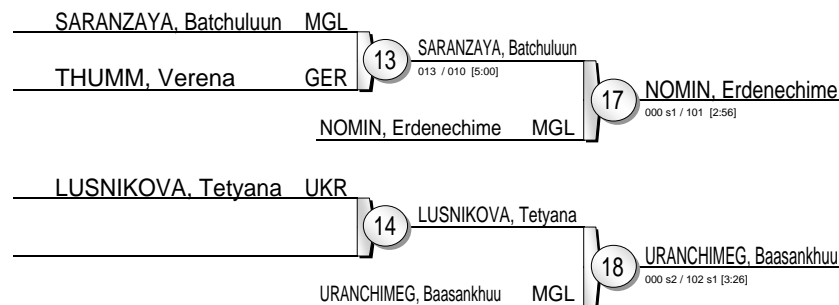 SARANZAYA, Batchuluun MGL
13
SARANZAYA, Batchuluun
013 / 010 [5:00]
THUMM, Verena GER
17
NOMIN, Erdenechime
000 s1 / 101 [2:56]
NOMIN, Erdenechime MGL
LUSNIKOVA, Tetyana UKR
14
LUSNIKOVA, Tetyana
18
URANCHIMEG, Baasankhuu
000 s2 / 102 s1 [3:26]
URANCHIMEG, Baasankhuu MGL